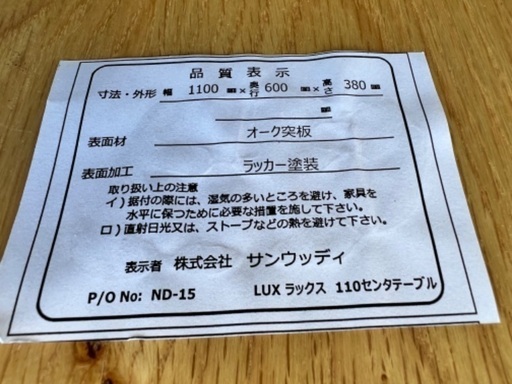 品質表示
寸法・外形 幅 1100 mm × 奥行 600 mm × 高さ 380 mm
mm
表面材 オーク突板
表面加工 ラッカー塗装
取り扱い上の注意
イ）据付の際には、湿気の多いところを避け、家具を
水平に保つために必要な措置を施して下さい。
ロ）直射日光又は、ストーブなどの熱を避けて下さい。
表示者 株式会社 サンウッディ
P/O No: ND-15 LUX ラックス 110センタテーブル